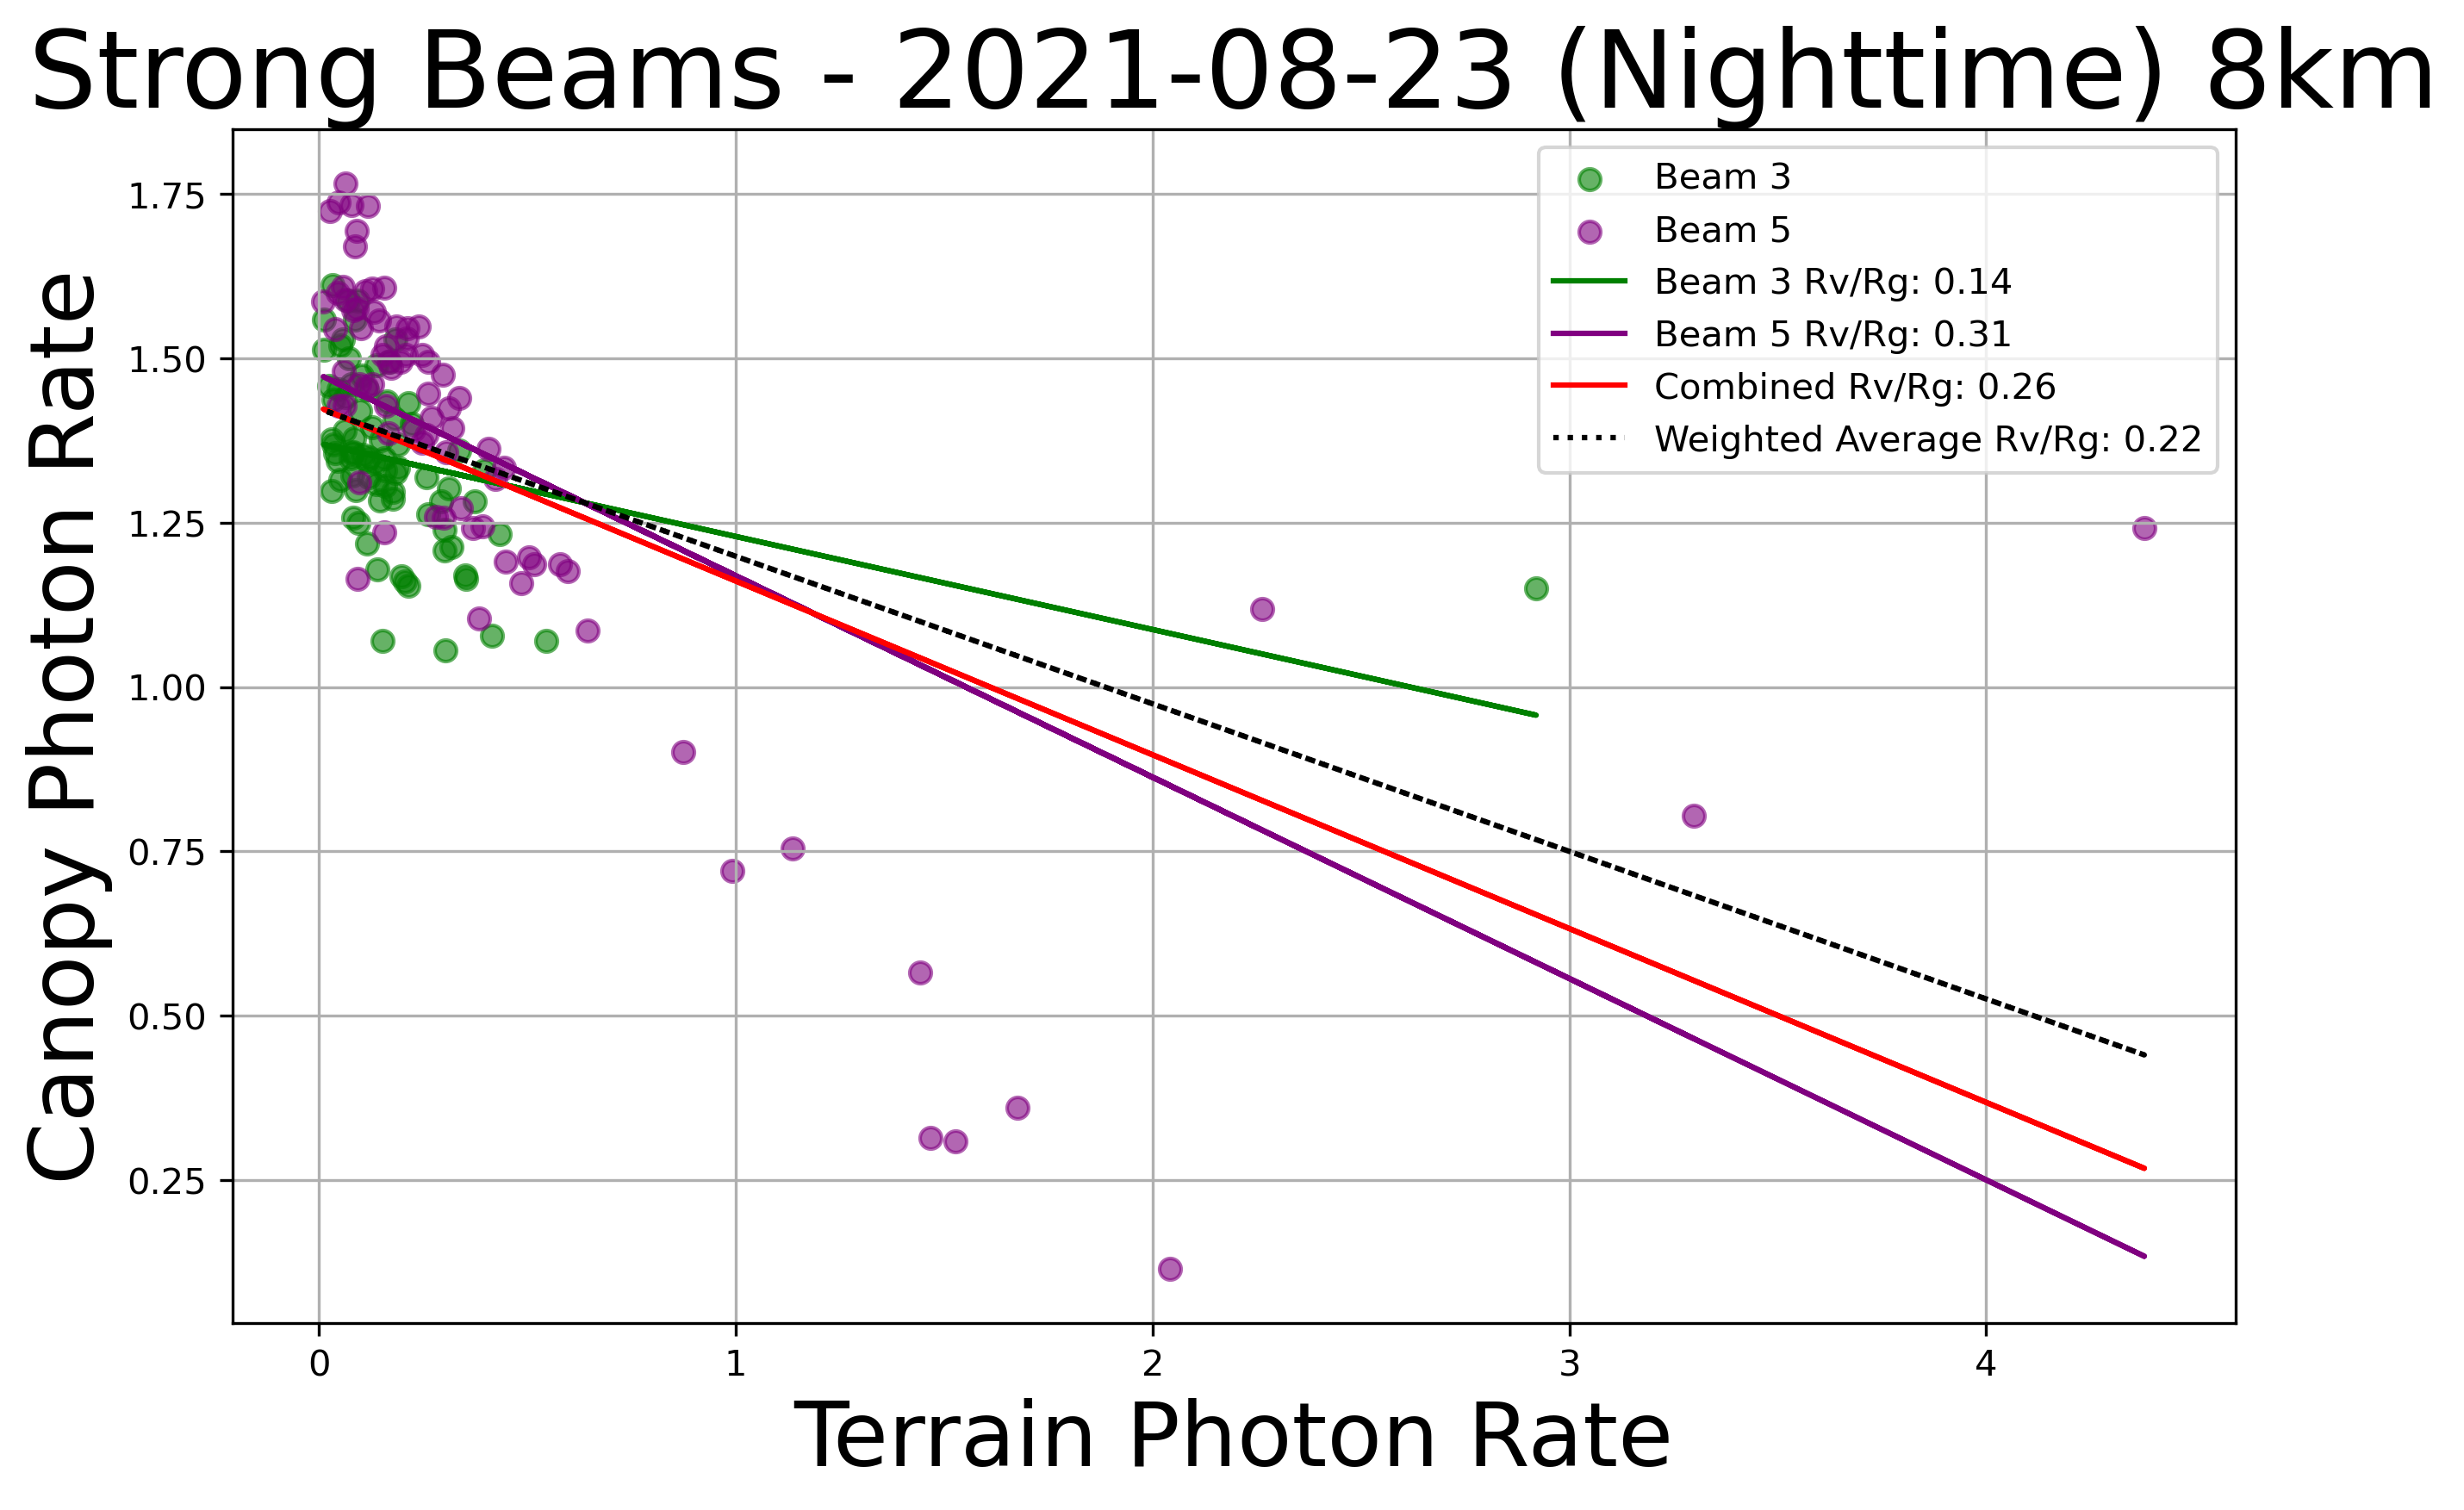 Strong Beams - 2021-08-23 (Nighttime) 8km
Canopy Photon Rate
1.75
1.50
1.25
1.00
0.75
0.50
0.25
Beam 3
Beam 5
Beam 3 Rv/Rg: 0.14
Beam 5 Rv/Rg: 0.31
Combined Rv/Rg: 0.26
Weighted Average Rv/Rg: 0.22
0 1 2 3 4
Terrain Photon Rate